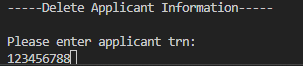 -----Delete Applicant Information-----
Please enter applicant trn:
123456788